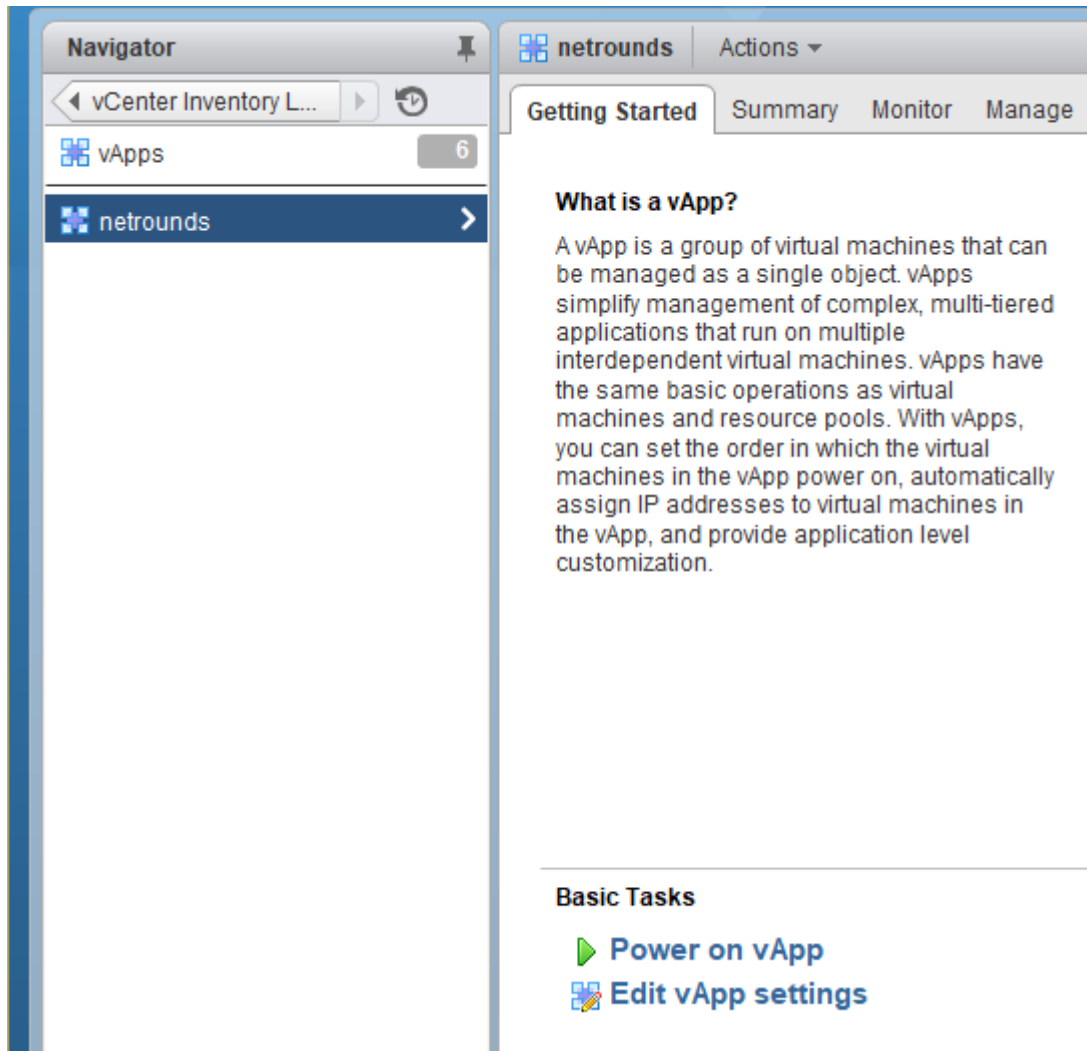 Navigator
vCenter Inventory L...
vApps
6
netrounds
netrounds
Actions
Getting Started
Summary
Monitor
Manage
What is a vApp?
A vApp is a group of virtual machines that can
be managed as a single object. vApps
simplify management of complex, multi-tiered
applications that run on multiple
interdependent virtual machines. vApps have
the same basic operations as virtual
machines and resource pools. With vApps,
you can set the order in which the virtual
machines in the vApp power on, automatically
assign IP addresses to virtual machines in
the vApp, and provide application level
customization.
Basic Tasks
Power on vApp
Edit vApp settings